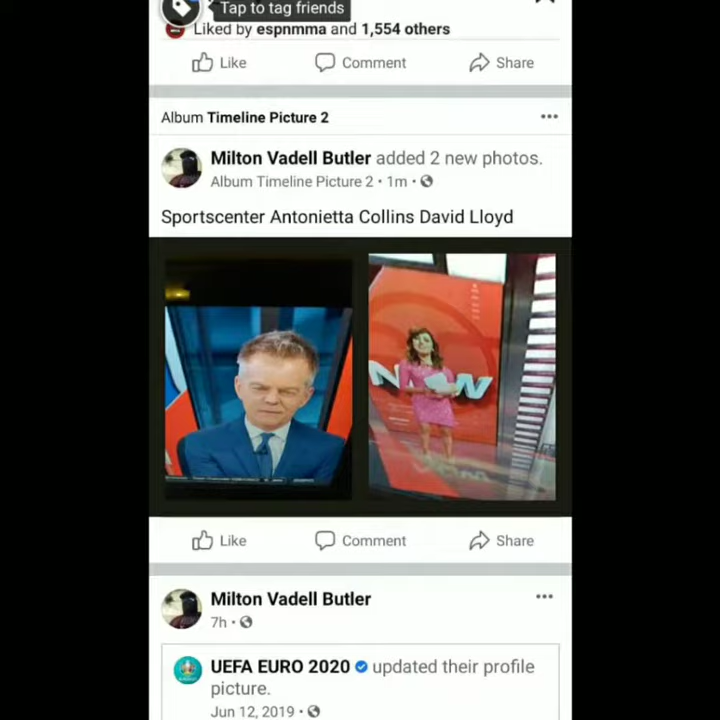 Tap to tag friends
Liked by espnmma and 1,554 others
Like Comment Share
Album Timeline Picture 2
Milton Vadell Butler added 2 new photos.
Album Timeline Picture 2 • 1m •
Sportscenter Antonietta Collins David Lloyd
N W
Like Comment Share
Milton Vadell Butler
7h •
UEFA EURO 2020 updated their profile
picture.
Jun 12, 2019 •